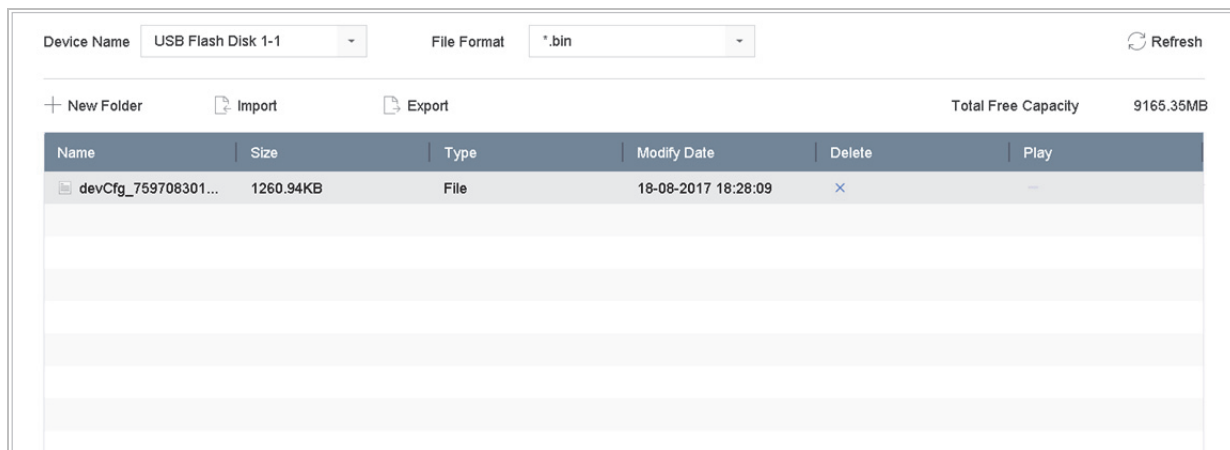 Device Name USB Flash Disk 1-1 File Format *.bin Refresh
New Folder Import Export Total Free Capacity 9165.35MB
Name Size Type Modify Date Delete Play
devCfg_759708301... 1260.94KB File 18-08-2017 18:28:09